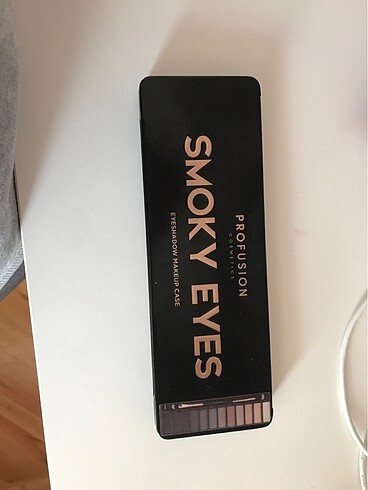 PROFUSION
COSMETICS
SMOKY EYES
EYESHADOW MAKEUP CASE